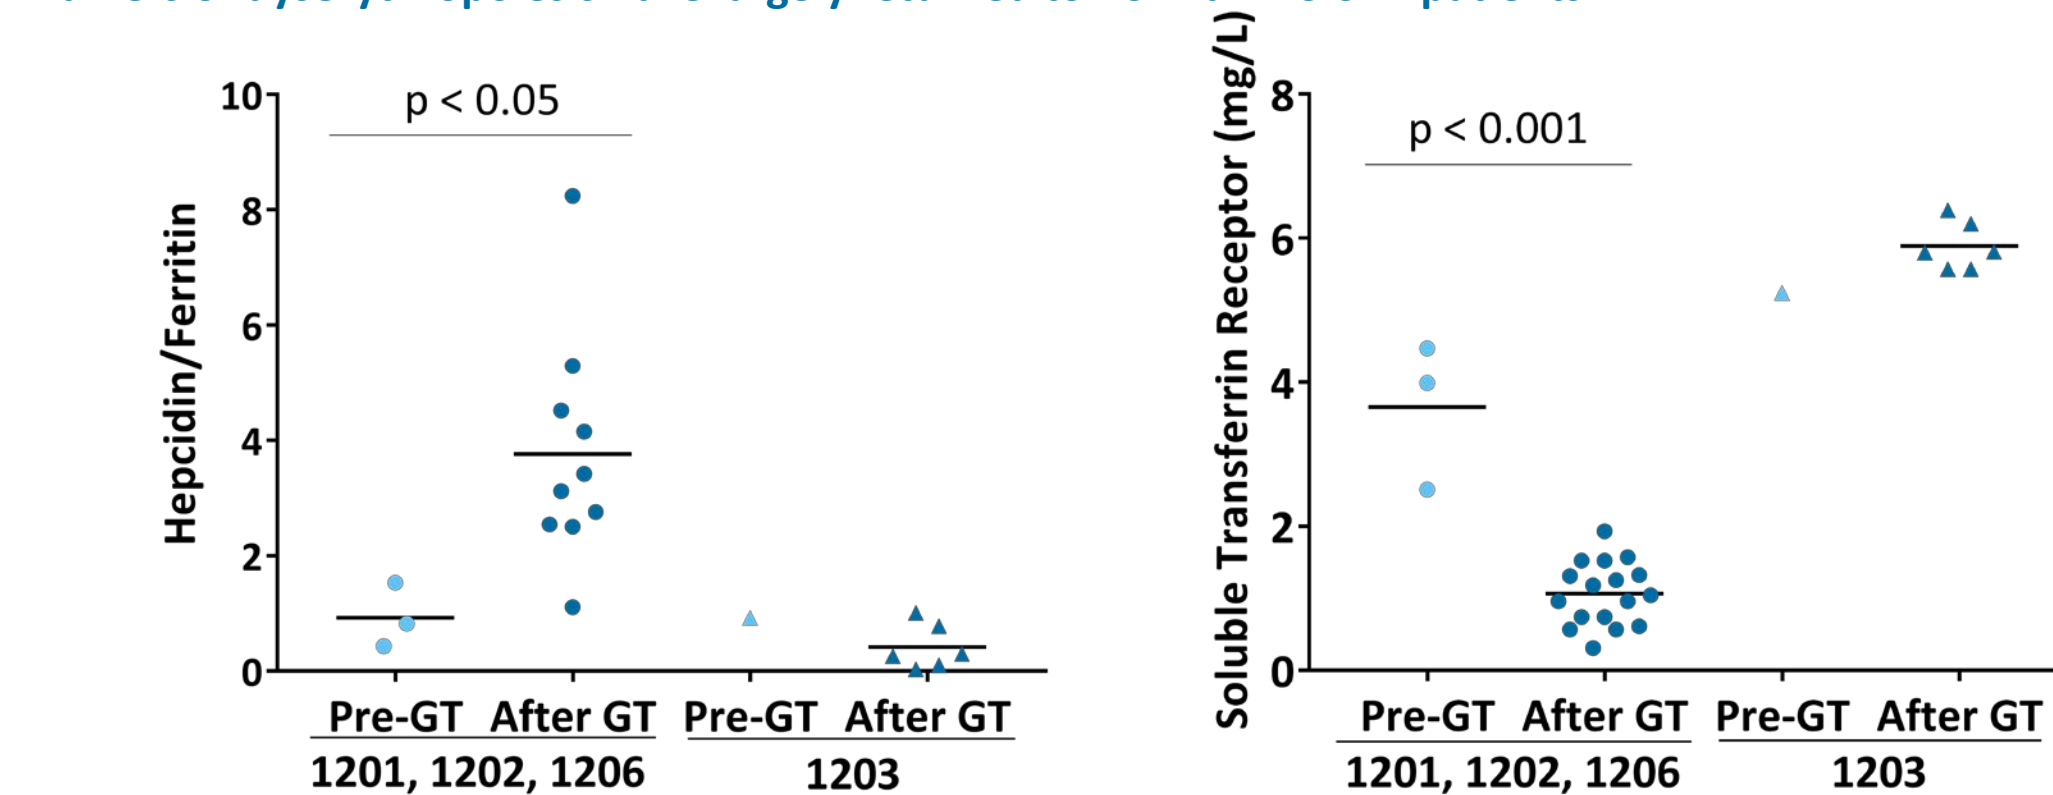 p < 0.05
Hepcidin/Ferritin
10
8
6
4
2
0
Pre-GT After GT Pre-GT After GT
1201, 1202, 1206 1203
p < 0.001
Soluble Transferrin Receptor (mg/L)
8
6
4
2
0
Pre-GT After GT Pre-GT After GT
1201, 1202, 1206 1203